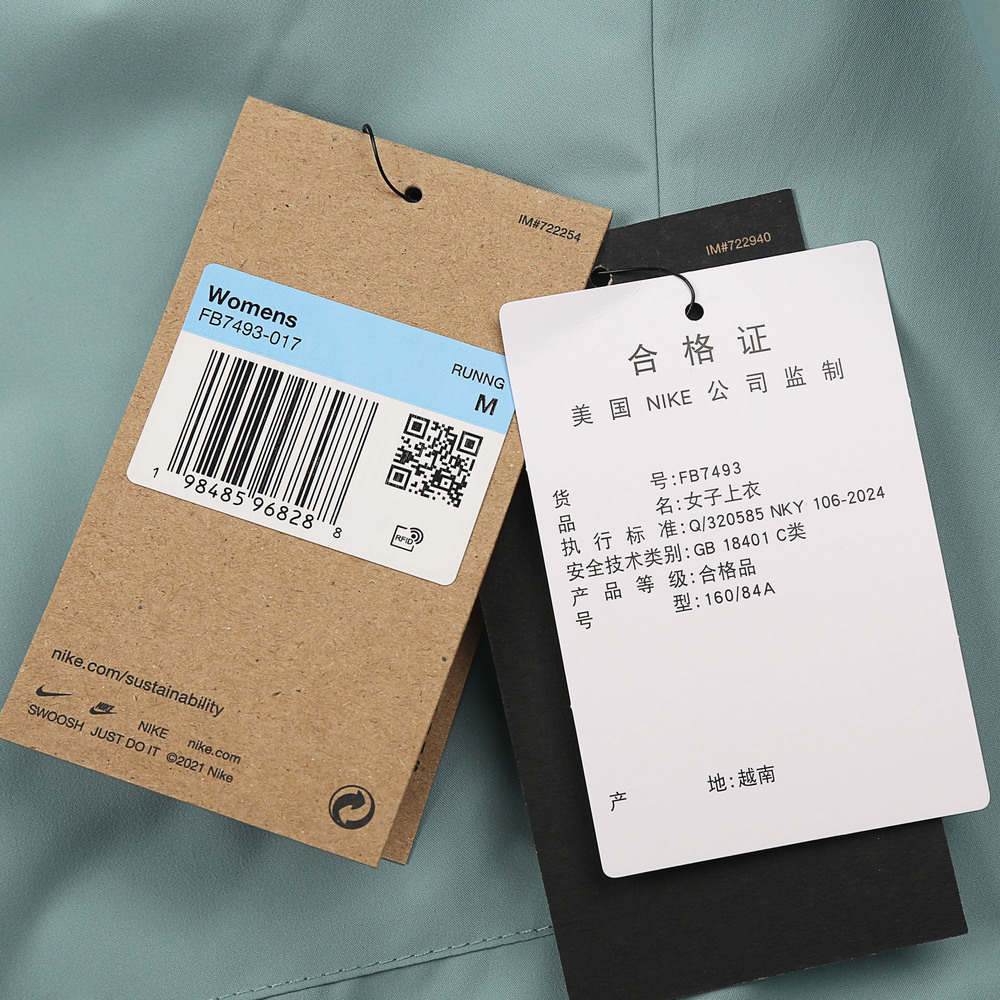 IM#722254
Womens
FB7493-017
RUNNG
M
1 98485 96828 8
RFID
nike.com/sustainability
NIKE nike.com
SWOOSH JUST DO IT ©2021 Nike
IM#722940
合格证
美国NIKE公司监制
货号:FB7493
品名:女子上衣
执行标准:Q/320585 NKY 106-2024
安全技术类别:GB 18401 C类
产品等级:合格品
号型:160/84A
产地:越南